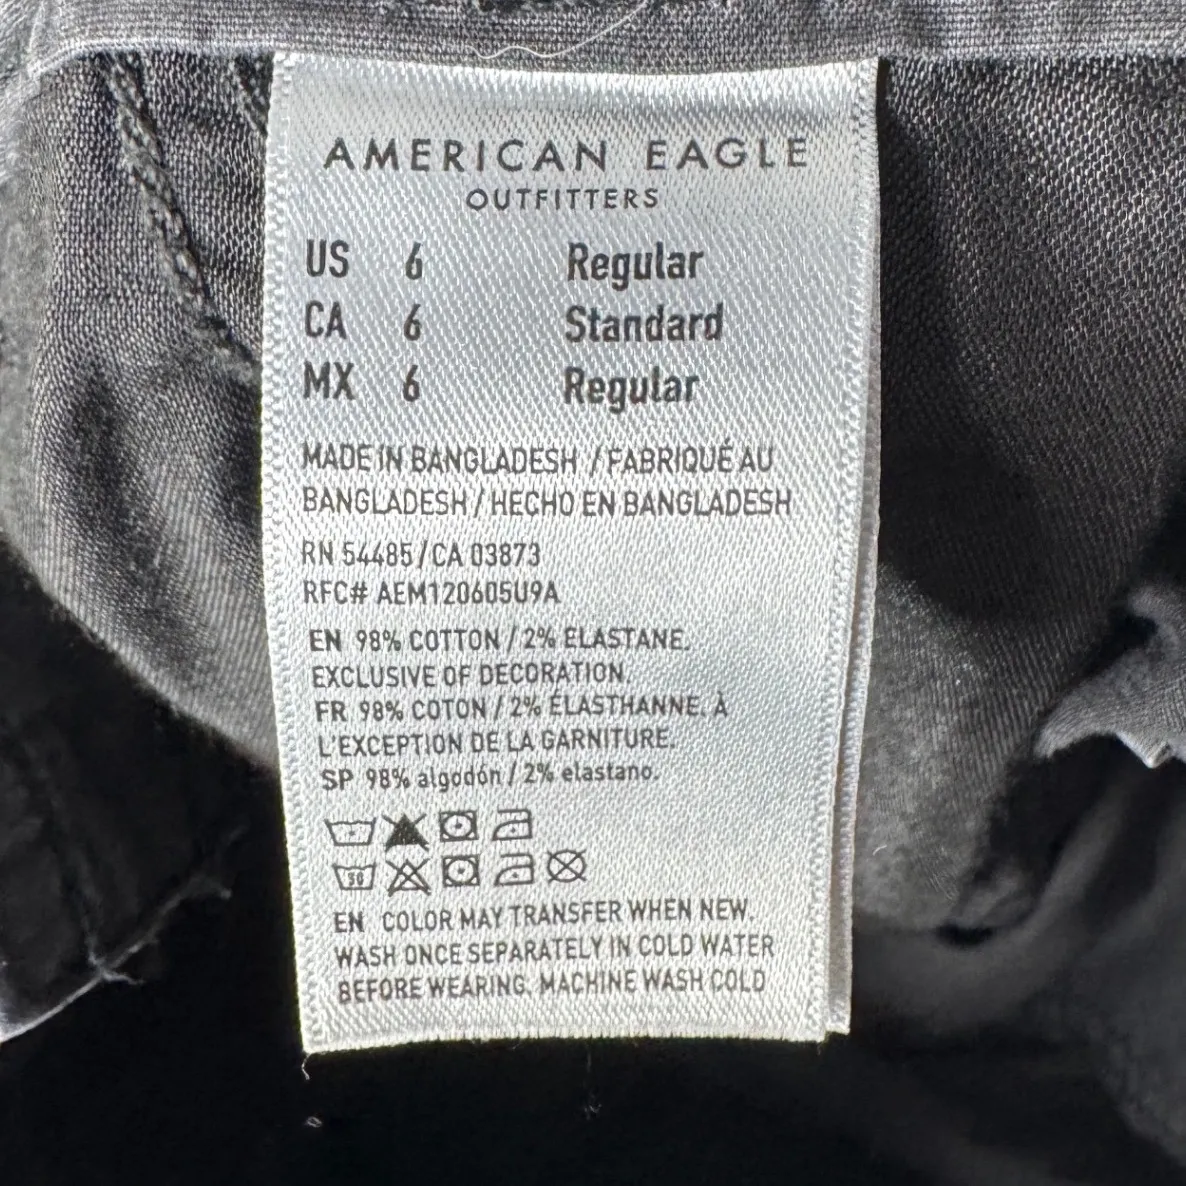 AMERICAN EAGLE
OUTFITTERS
US 6 Regular
CA 6 Standard
MX 6 Regular
MADE IN BANGLADESH / FABRIQUÉ AU
BANGLADESH / HECHO EN BANGLADESH
RN 54485 / CA 03873
RFC# AEM120605U9A
EN 98% COTTON / 2% ELASTANE.
EXCLUSIVE OF DECORATION.
FR 98% COTON / 2% ÉLASTHANNE. À
L'EXCEPTION DE LA GARNITURE.
SP 98% algodón / 2% elastano.
30
EN COLOR MAY TRANSFER WHEN NEW.
WASH ONCE SEPARATELY IN COLD WATER
BEFORE WEARING. MACHINE WASH COLD